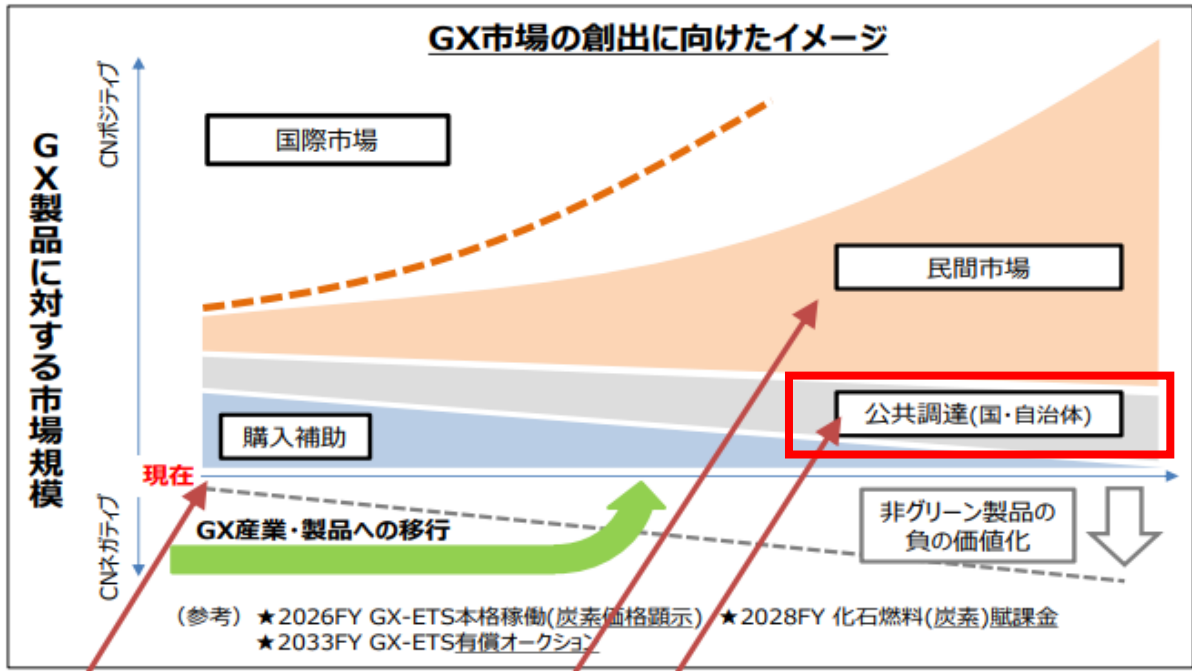 GX市場の創出に向けたイメージ
GX製品に対する市場規模
CNポジティブ
国際市場
民間市場
公共調達(国・自治体)
購入補助
現在
CNネガティブ
GX産業・製品への移行
非グリーン製品の
負の価値化
（参考）★2026FY GX-ETS本格稼働(炭素価格顕示) ★2028FY 化石燃料(炭素)賦課金
★2033FY GX-ETS有償オークション